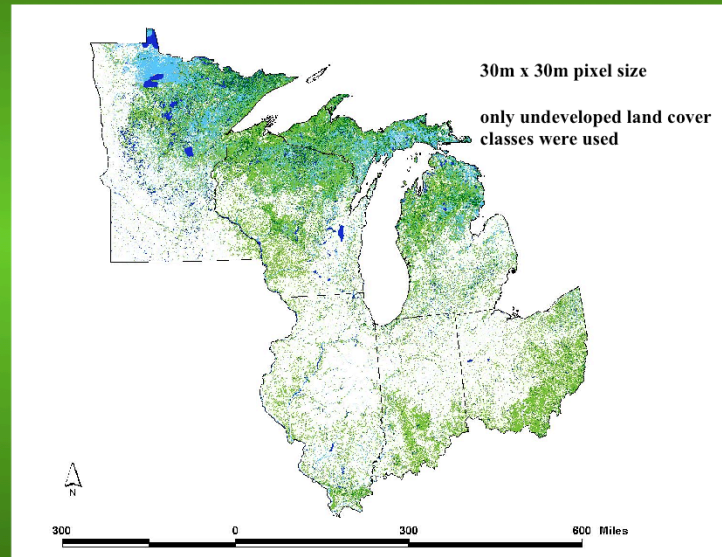 30m x 30m pixel size
only undeveloped land cover
classes were used
N
300 0 300 600 Miles